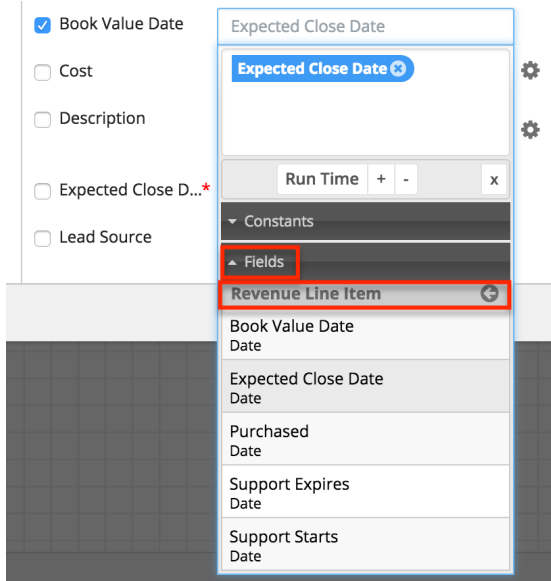 Book Value Date
Expected Close Date
Cost
Expected Close Date
Description
Run Time + - x
Expected Close D...*
Constants
Lead Source
Fields
Revenue Line Item
Book Value Date
Date
Expected Close Date
Date
Purchased
Date
Support Expires
Date
Support Starts
Date